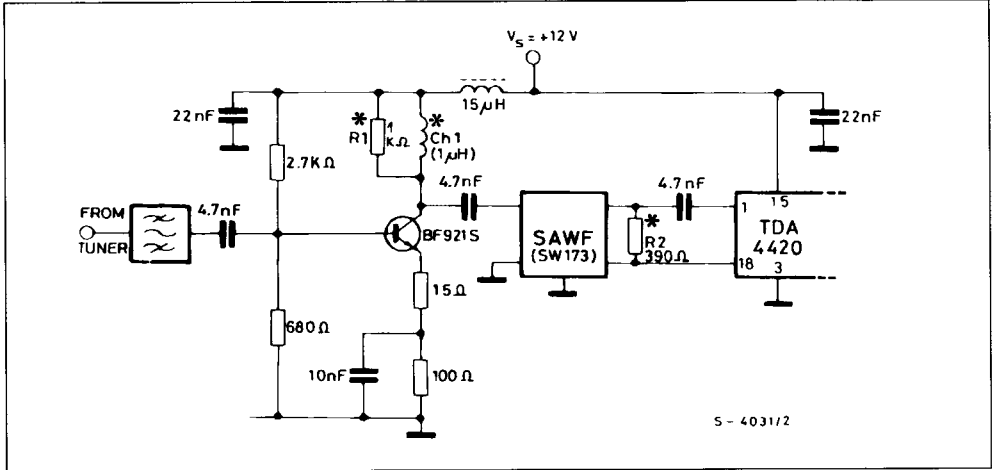 V_S = +12 V
15µH
22nF
*
R1
1
KΩ
*
Ch1
(1µH)
22nF
2.7KΩ
4.7nF
4.7nF
1
15
FROM
TUNER
4.7nF
BF921S
SAWF
(SW173)
*
R2
390Ω
TDA
4420
18
3
15Ω
680Ω
10nF
100Ω
S - 4031/2